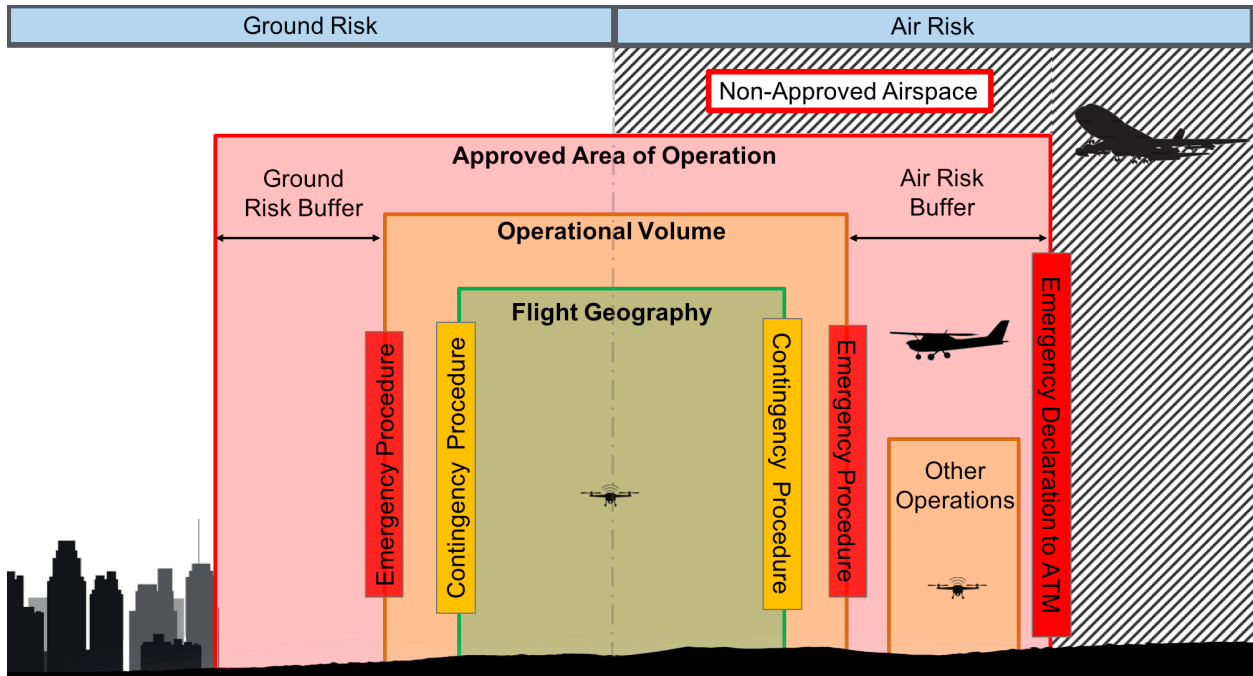 Ground Risk
Air Risk
Non-Approved Airspace
Approved Area of Operation
Ground
Risk Buffer
Air Risk
Buffer
Operational Volume
Flight Geography
Emergency Procedure
Contingency Procedure
Contingency Procedure
Emergency Procedure
Emergency Declaration to ATM
Other
Operations